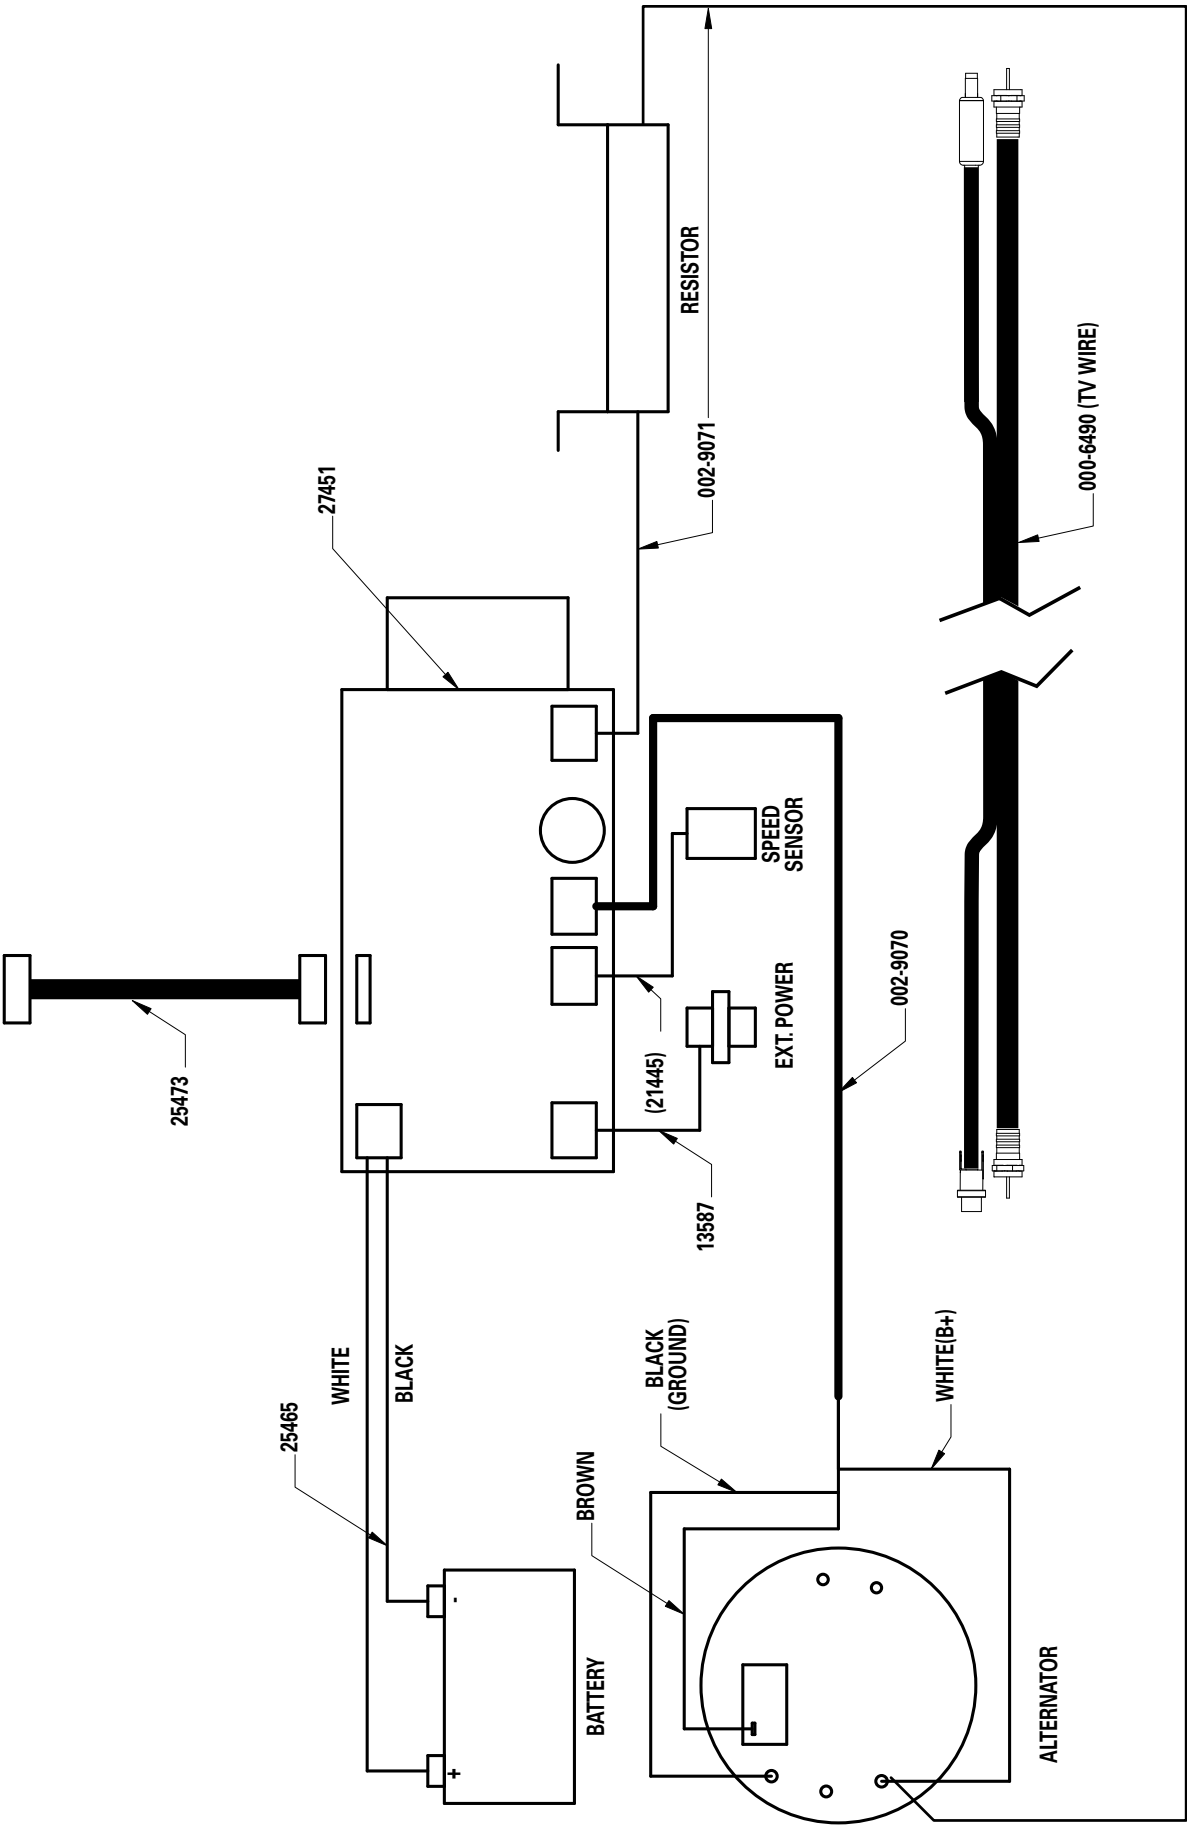 25473
25465
WHITE
BLACK
27451
BATTERY
+
-
13587
(21445)
EXT. POWER
SPEED
SENSOR
002-9071
RESISTOR
BROWN
BLACK
(GROUND)
002-9070
WHITE(B+)
ALTERNATOR
000-6490 (TV WIRE)